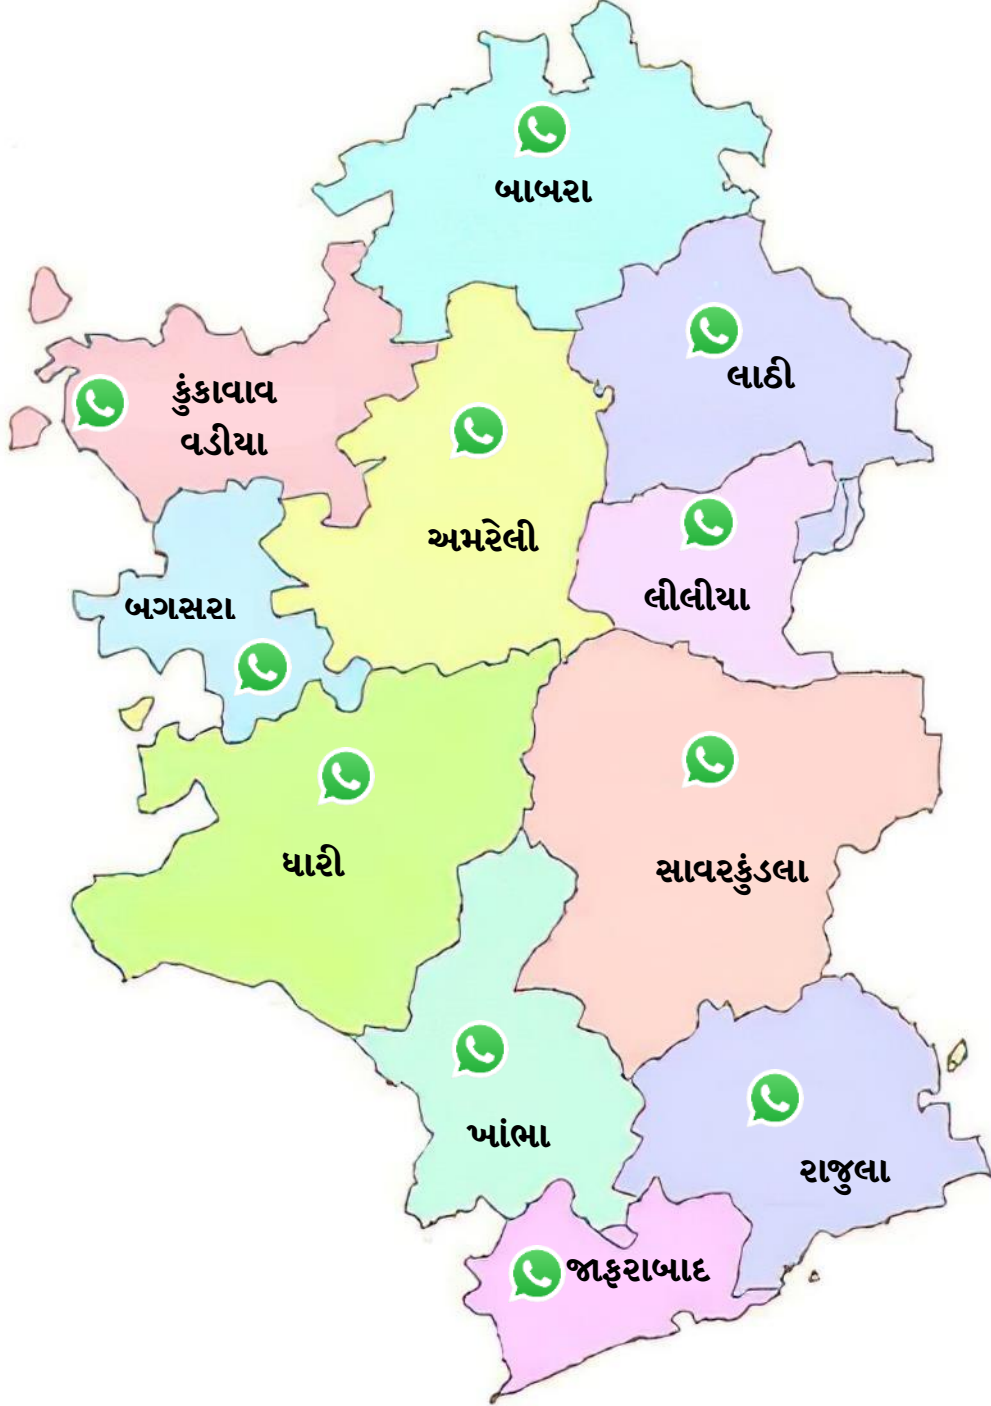 બાબરા
લાઠી
કુંકાવાવ
વડીયા
અમરેલી
લીલીયા
બગસરા
ધારી
સાવરકુંડલા
ખાંભા
રાજુલા
જાફરાબાદ